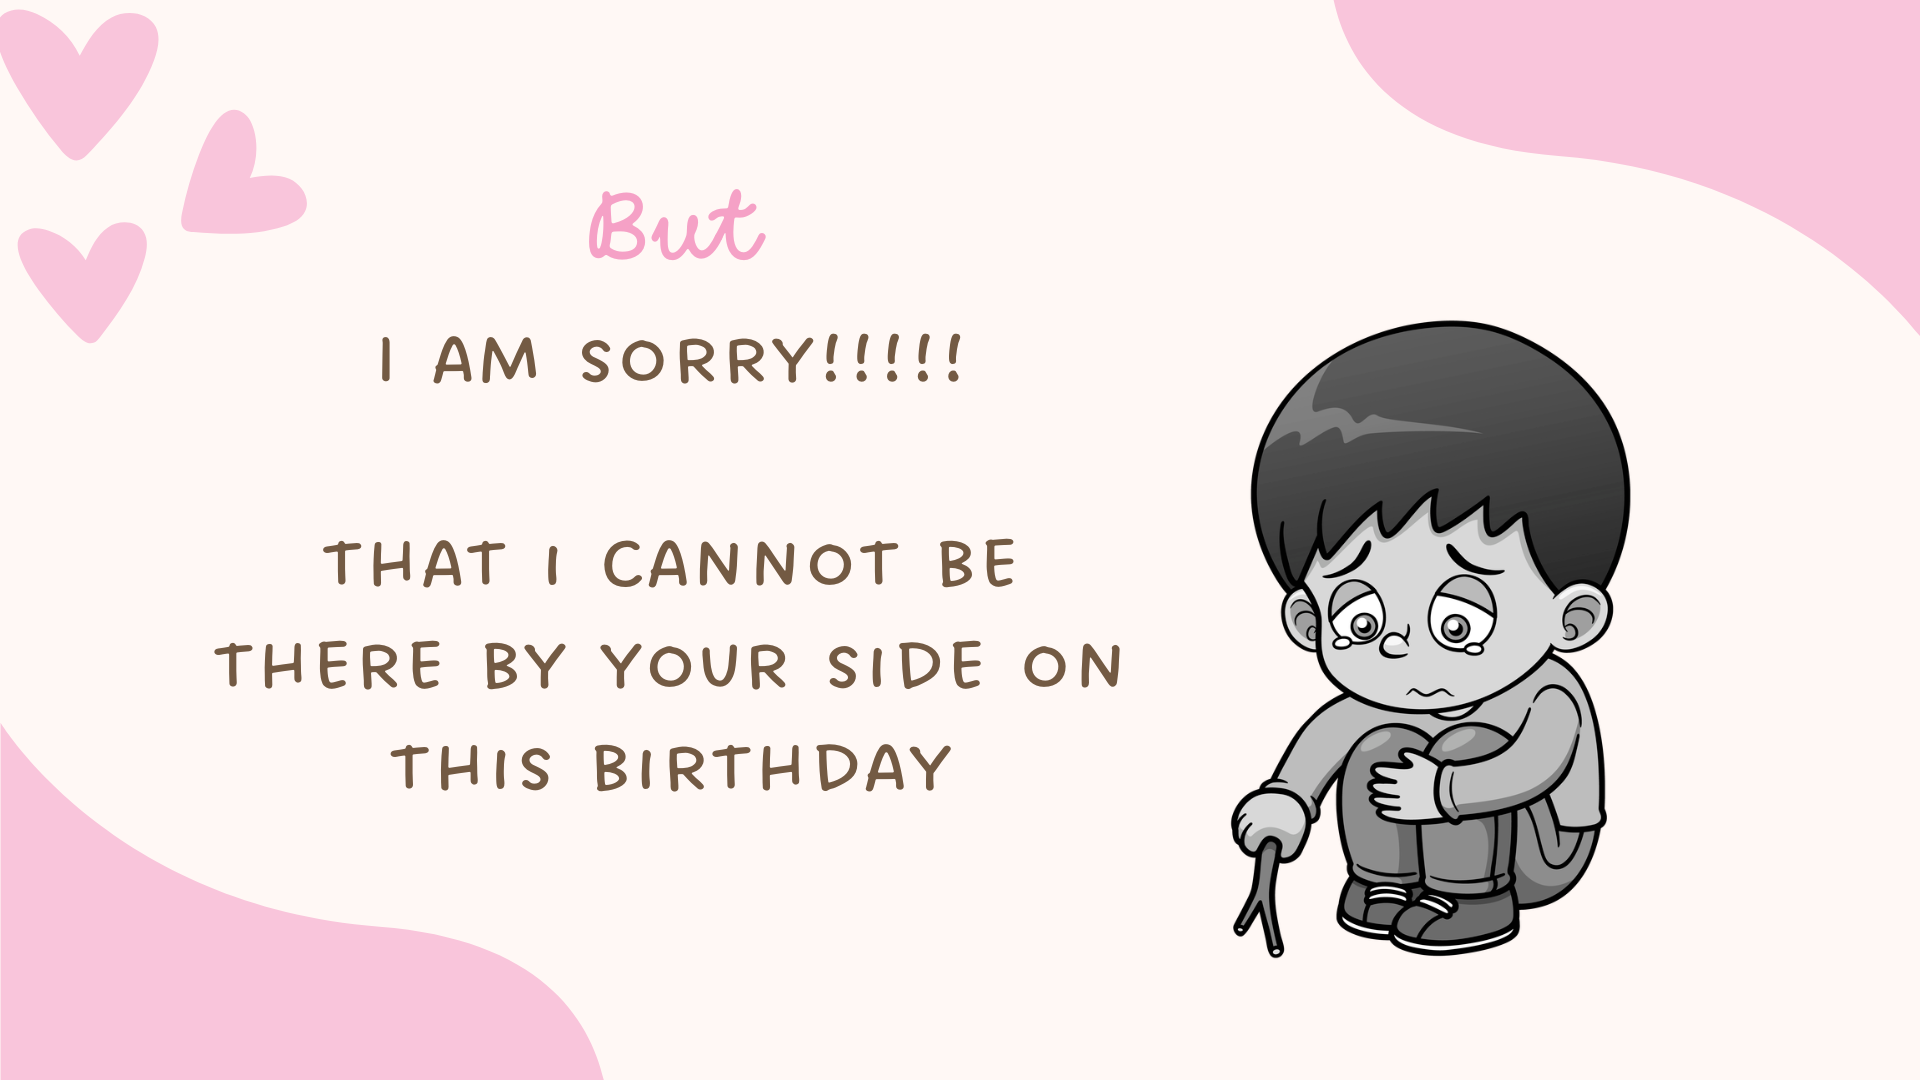 But
I AM SORRY!!!!!
THAT I CANNOT BE
THERE BY YOUR SIDE ON
THIS BIRTHDAY